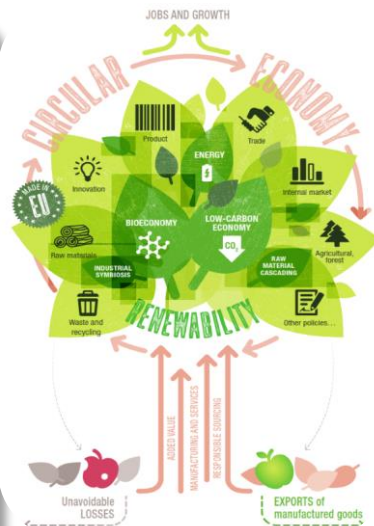 JOBS AND GROWTH
CIRCULAR ECONOMY
Product
Trade
ENERGY
Innovation
Internal market
MADE IN
EU
BIOECONOMY
LOW-CARBON
ECONOMY
CO₂
Raw materials
Agricultural,
forest
INDUSTRIAL
SYMBIOSIS
RAW
MATERIAL
CASCADING
RENEWABILITY
Waste and
recycling
Other policies...
ADDED VALUE
MANUFACTURING AND SERVICES
RESPONSIBLE SOURCING
Unavoidable
LOSSES
EXPORTS of
manufactured goods